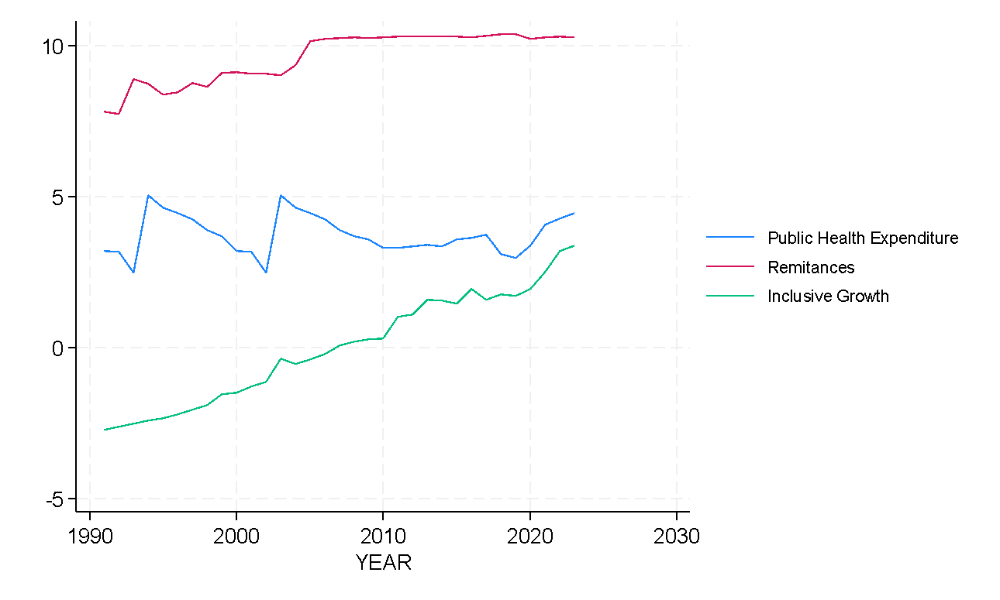 10
5
0
-5
1990 2000 2010 2020 2030
YEAR
Public Health Expenditure
Remitances
Inclusive Growth